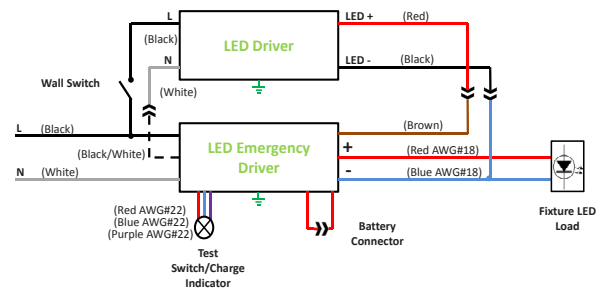 L
LED +
(Red)
(Black)
LED Driver
N
LED -
(Black)
Wall Switch
(White)
L
(Black)
(Brown)
LED Emergency
Driver
+
(Black/White)
(Red AWG#18)
N
(White)
-
(Blue AWG#18)
(Red AWG#22)
(Blue AWG#22)
(Purple AWG#22)
Battery
Connector
Fixture LED
Load
Test
Switch/Charge
Indicator